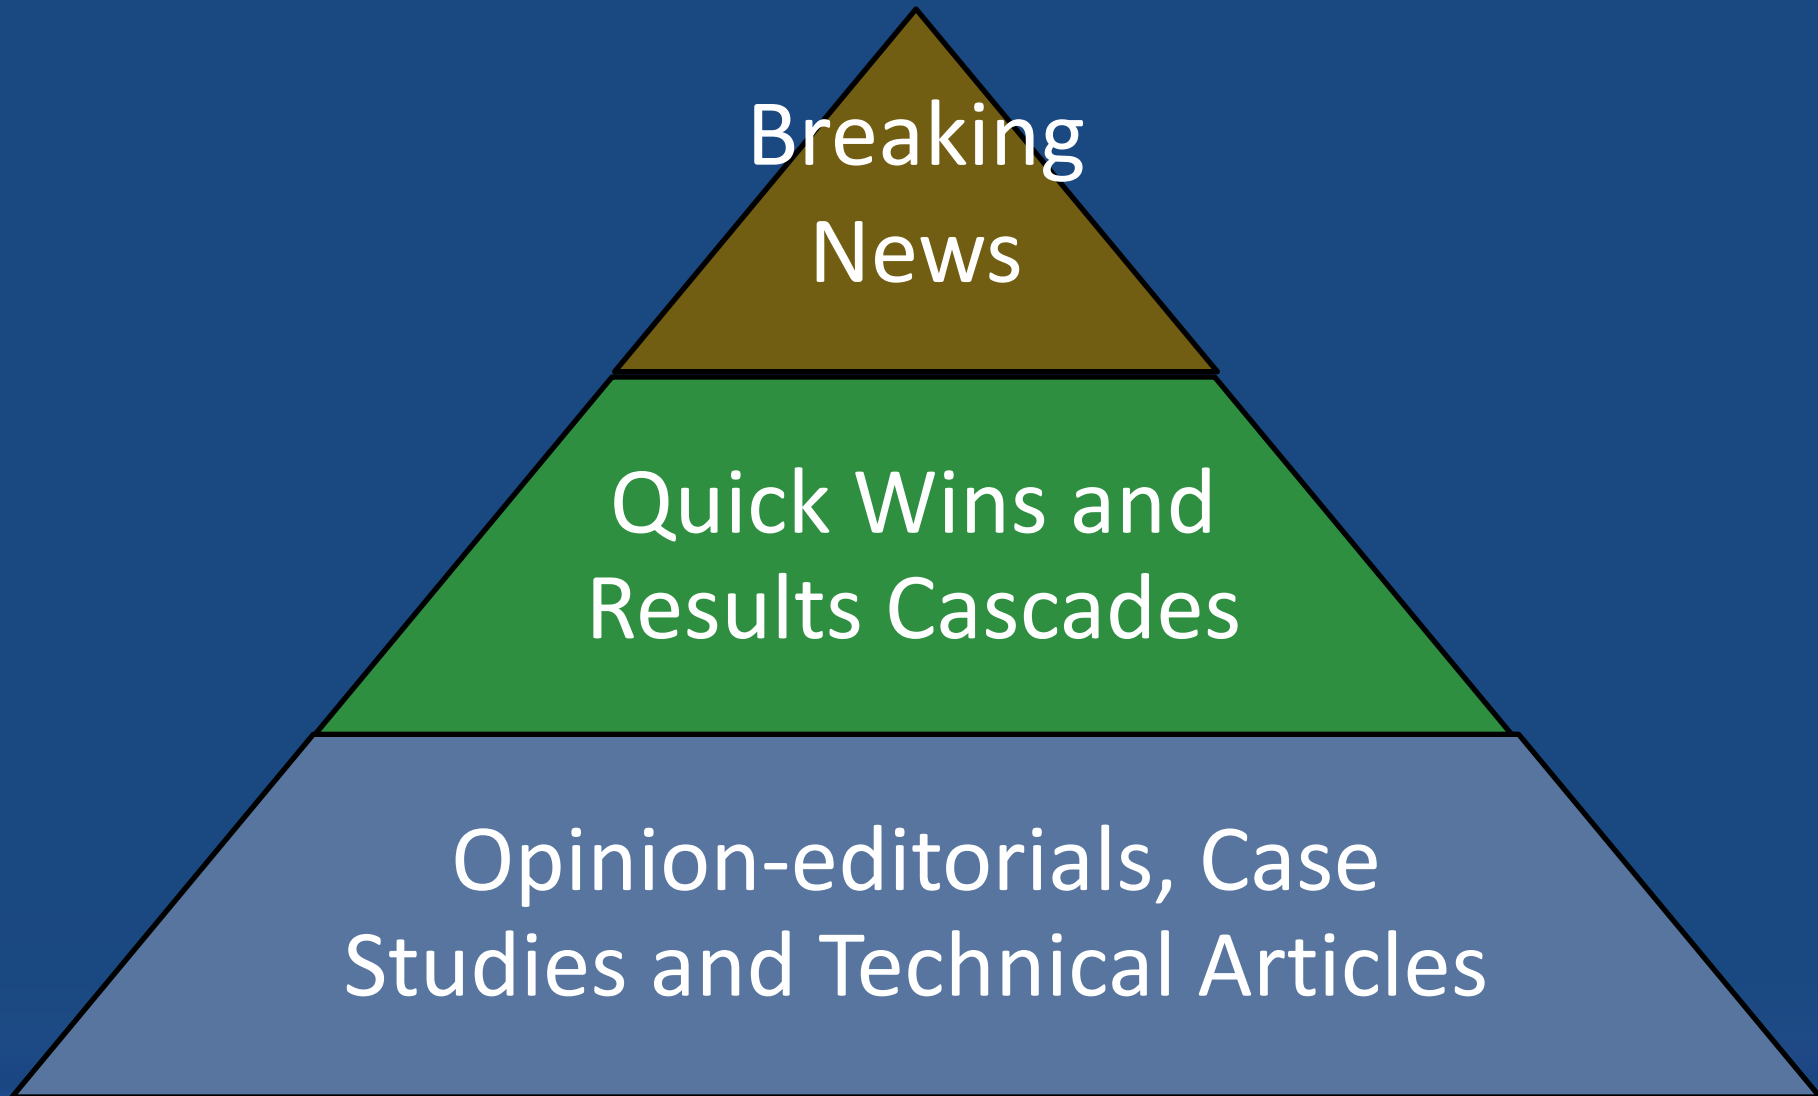 Breaking
News
Quick Wins and
Results Cascades
Opinion-editorials, Case
Studies and Technical Articles